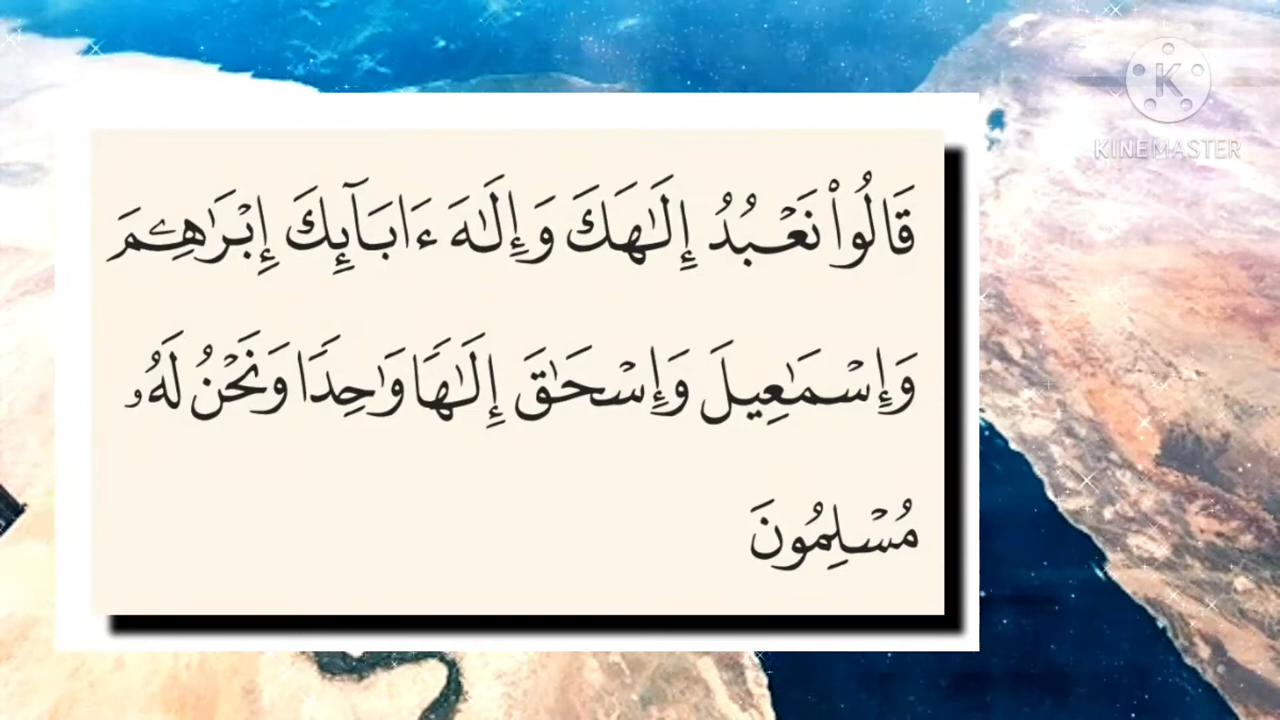 قَالُوا۟ نَعْبُدُ إِلَـٰهَكَ وَإِلَـٰهَ ءَابَآئِكَ إِبْرَٰهِـۧمَ
وَإِسْمَـٰعِيلَ وَإِسْحَـٰقَ إِلَـٰهًا وَٰحِدًا وَنَحْنُ لَهُۥ
مُسْلِمُونَ
KINEMASTER